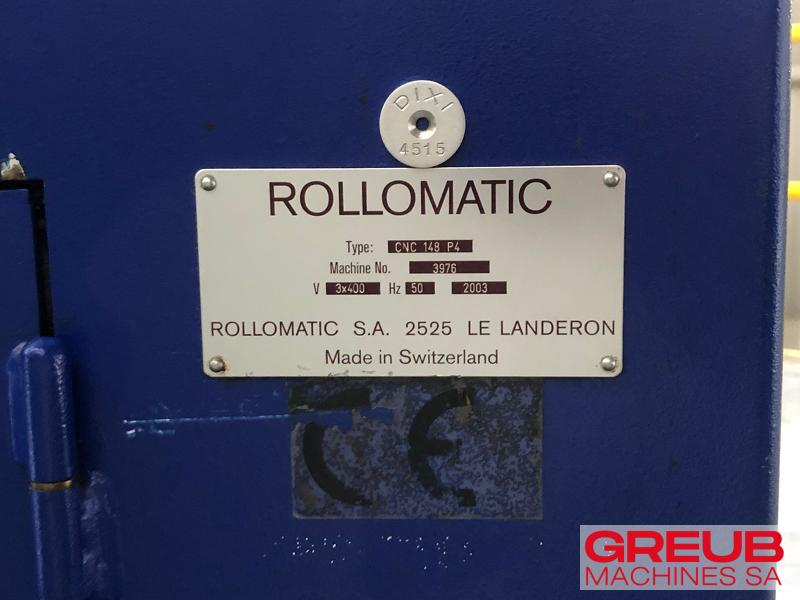 DIXI
4515
ROLLOMATIC
Type: CNC 148 P4
Machine No. 3976
V 3x400 Hz 50 2003
ROLLOMATIC S.A. 2525 LE LANDERON
Made in Switzerland
CE
GREUB
MACHINES SA